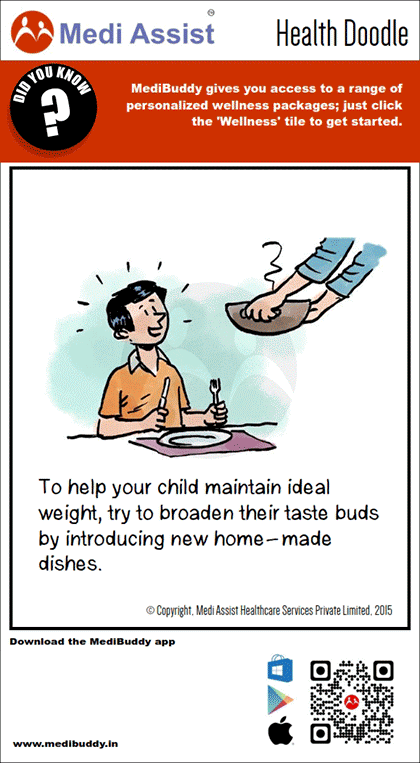 Medi Assist
TM
Health Doodle
DID YOU KNOW
?
MediBuddy gives you access to a range of
personalized wellness packages; just click
the 'Wellness' tile to get started.
To help your child maintain ideal
weight, try to broaden their taste buds
by introducing new home-made
dishes.
© Copyright, Medi Assist Healthcare Services Private Limited, 2015
Download the MediBuddy app
www.medibuddy.in